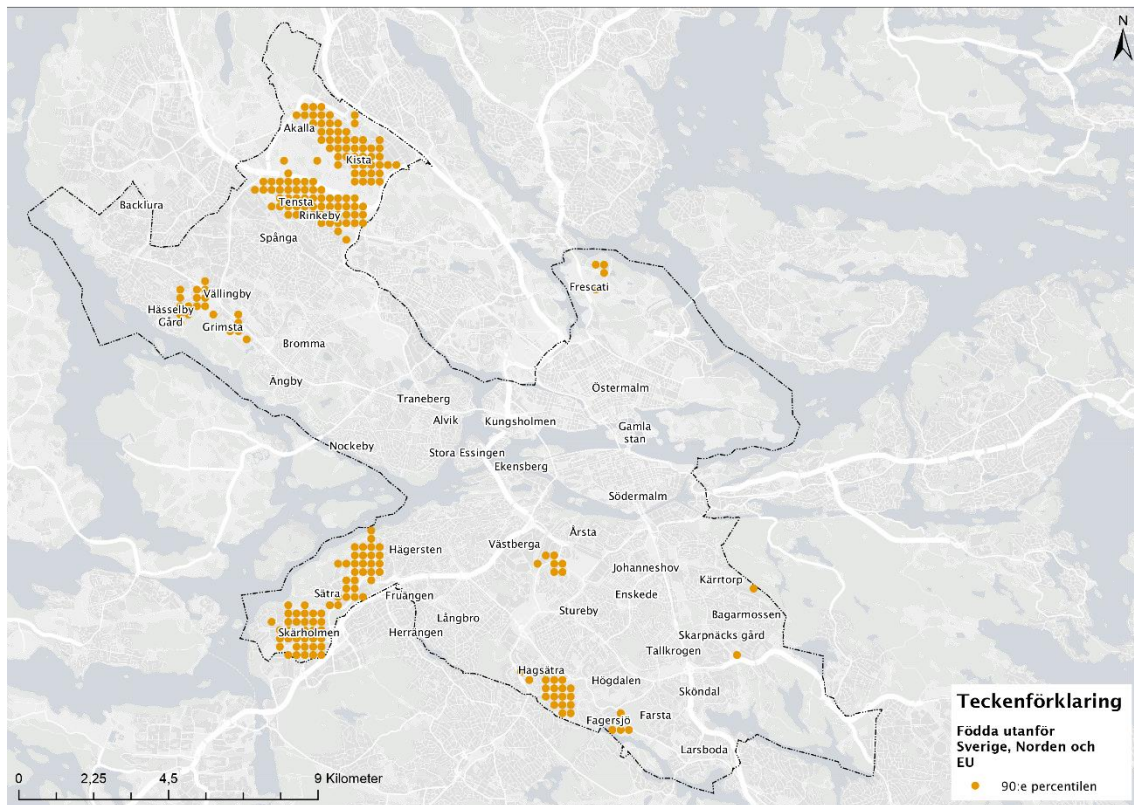 N
Akalla
Kista
Tensta
Rinkeby
Backlura
Spånga
Frescati
Vällingby
Hässelby
Gård
Grimsta
Bromma
Ängby
Östermalm
Traneberg
Alvik
Kungsholmen
Gamla
stan
Nockeby
Stora Essingen
Ekensberg
Södermalm
Årsta
Västberga
Hägersten
Johanneshov
Kärrtorp
Sätra
Fruängen
Enskede
Stureby
Bagarmossen
Långbro
Skärholmen
Herrängen
Skarpnäcks gård
Tallkrogen
Hagsätra
Högdalen
Sköndal
Fagersjö
Farsta
Larsboda
Teckenförklaring
Födda utanför
Sverige, Norden och
EU
90:e percentilen
0 2,25 4,5 9 Kilometer